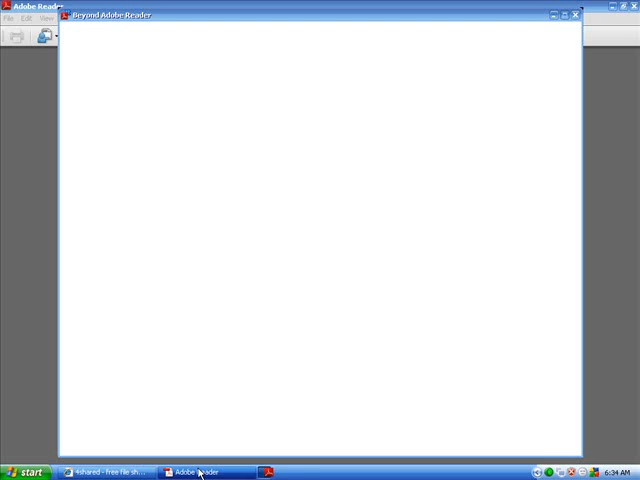 Adobe Reader
Beyond Adobe Reader
File Edit View
start
4shared - free file sh...
Adobe Reader
6:34 AM